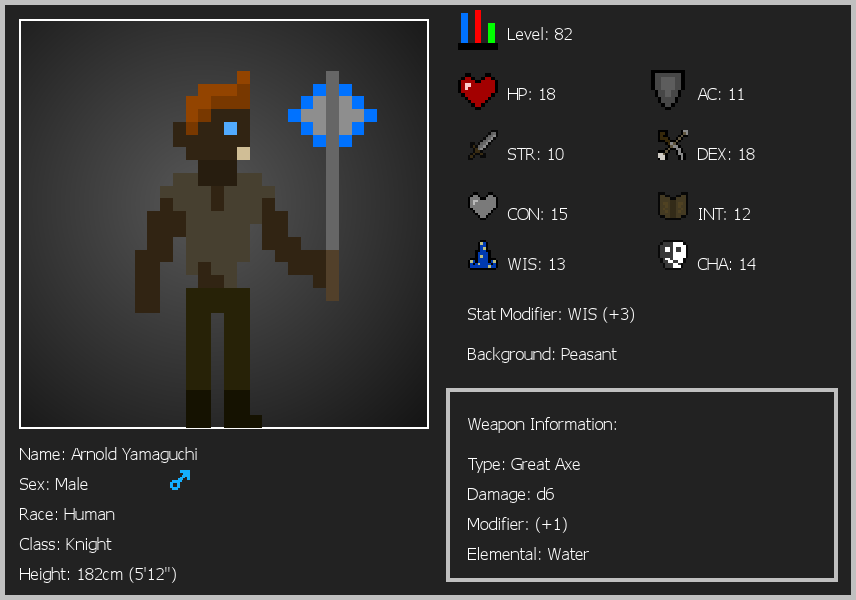 Level: 82
HP: 18
AC: 11
STR: 10
DEX: 18
CON: 15
INT: 12
WIS: 13
CHA: 14
Stat Modifier: WIS (+3)
Background: Peasant
Weapon Information:
Type: Great Axe
Damage: d6
Modifier: (+1)
Elemental: Water
Name: Arnold Yamaguchi
Sex: Male
Race: Human
Class: Knight
Height: 182cm (5'12")